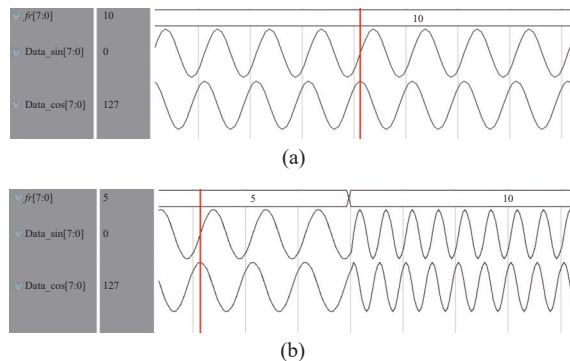 fr[7:0] 10 10
Data_sin[7:0] 0
Data_cos[7:0] 127
(a)
fr[7:0] 5 5 10
Data_sin[7:0] 0
Data_cos[7:0] 127
(b)